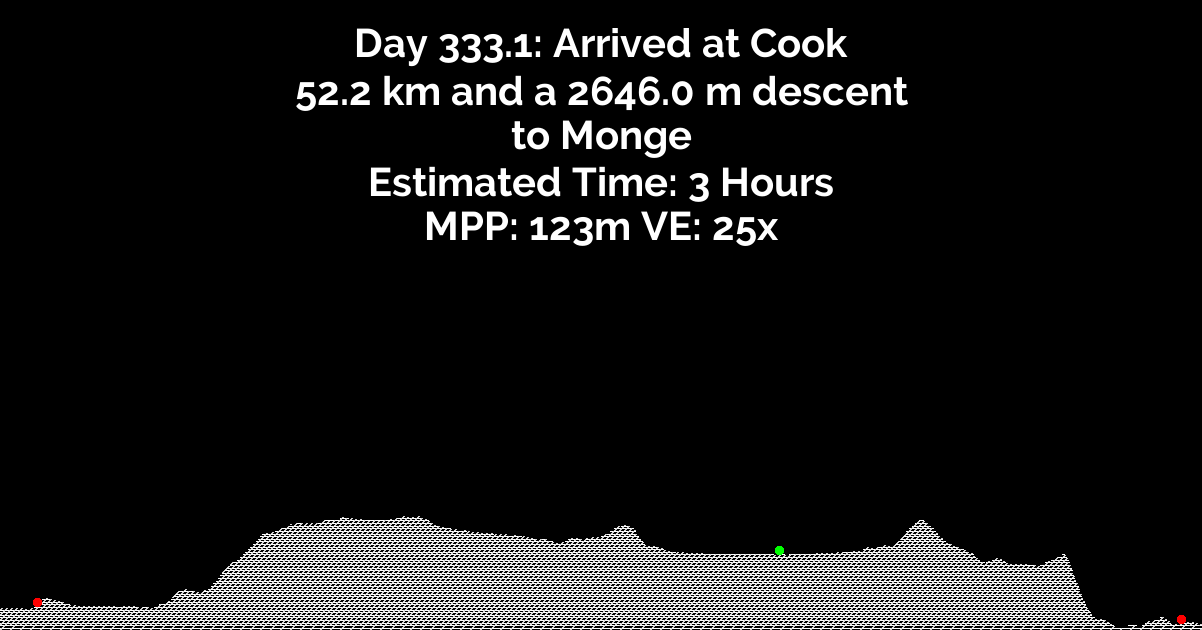 Day 333.1: Arrived at Cook
52.2 km and a 2646.0 m descent
to Monge
Estimated Time: 3 Hours
MPP: 123m VE: 25x